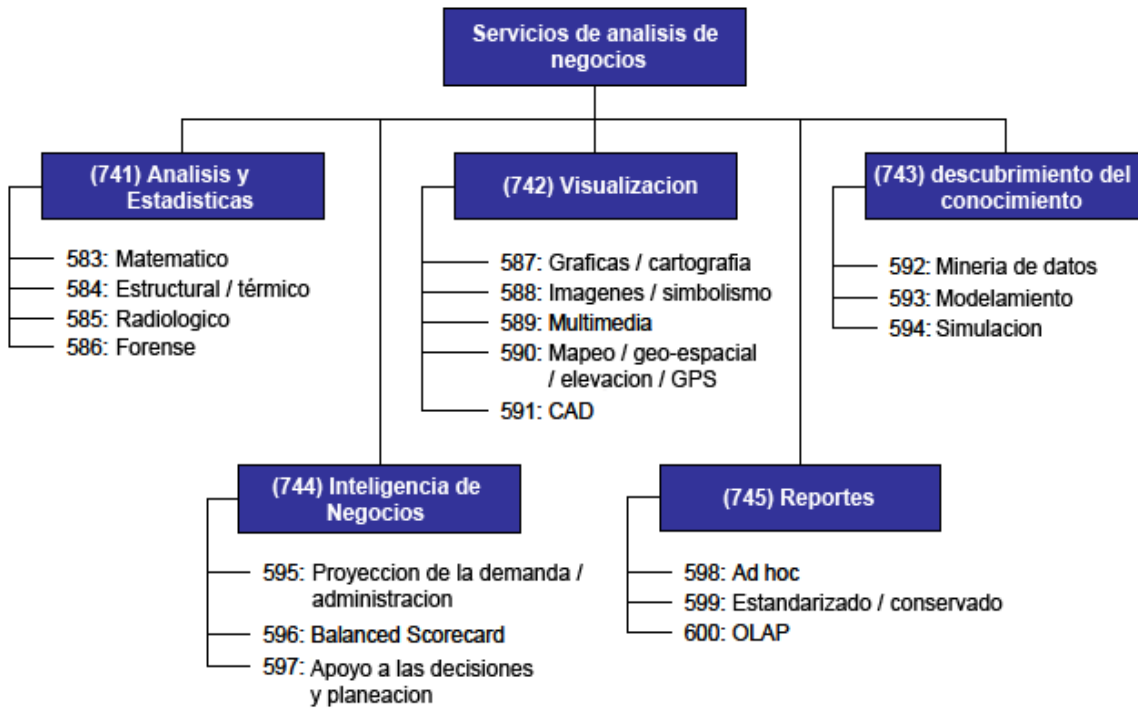 Servicios de analisis de
negocios
(741) Analisis y
Estadisticas
583: Matematico
584: Estructural / térmico
585: Radiologico
586: Forense
(742) Visualizacion
587: Graficas / cartografia
588: Imagenes / simbolismo
589: Multimedia
590: Mapeo / geo-espacial
/ elevacion / GPS
591: CAD
(743) descubrimiento del
conocimiento
592: Mineria de datos
593: Modelamiento
594: Simulacion
(744) Inteligencia de
Negocios
595: Proyeccion de la demanda /
administracion
596: Balanced Scorecard
597: Apoyo a las decisiones
y planeacion
(745) Reportes
598: Ad hoc
599: Estandarizado / conservado
600: OLAP